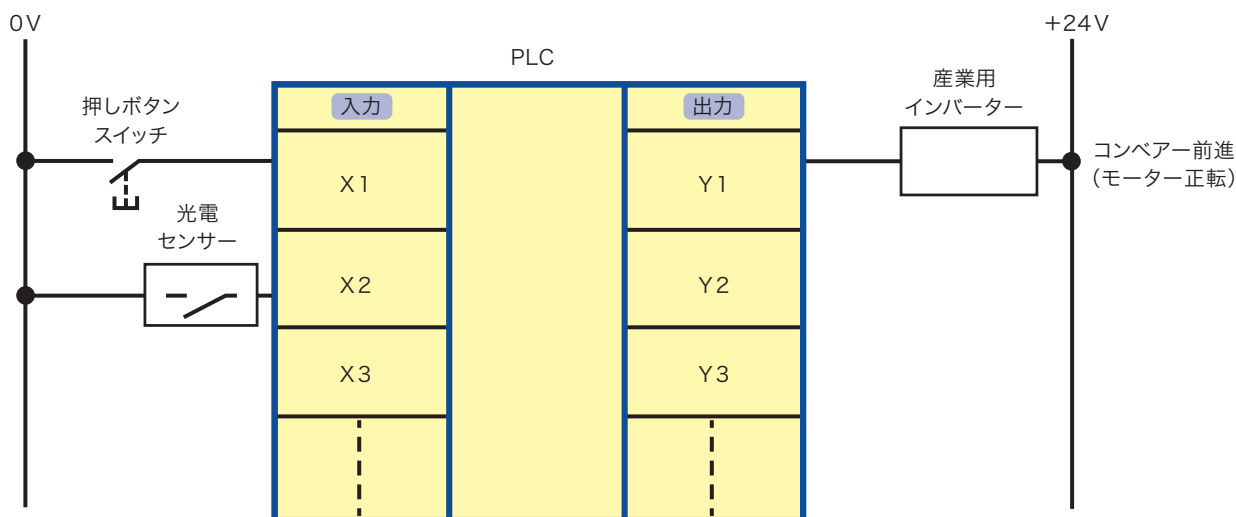 0V
+24V
PLC
押しボタン
スイッチ
入力
出力
産業用
インバーター
X1
Y1
コンベアー前進
(モーター正転)
光電
センサー
X2
Y2
X3
Y3